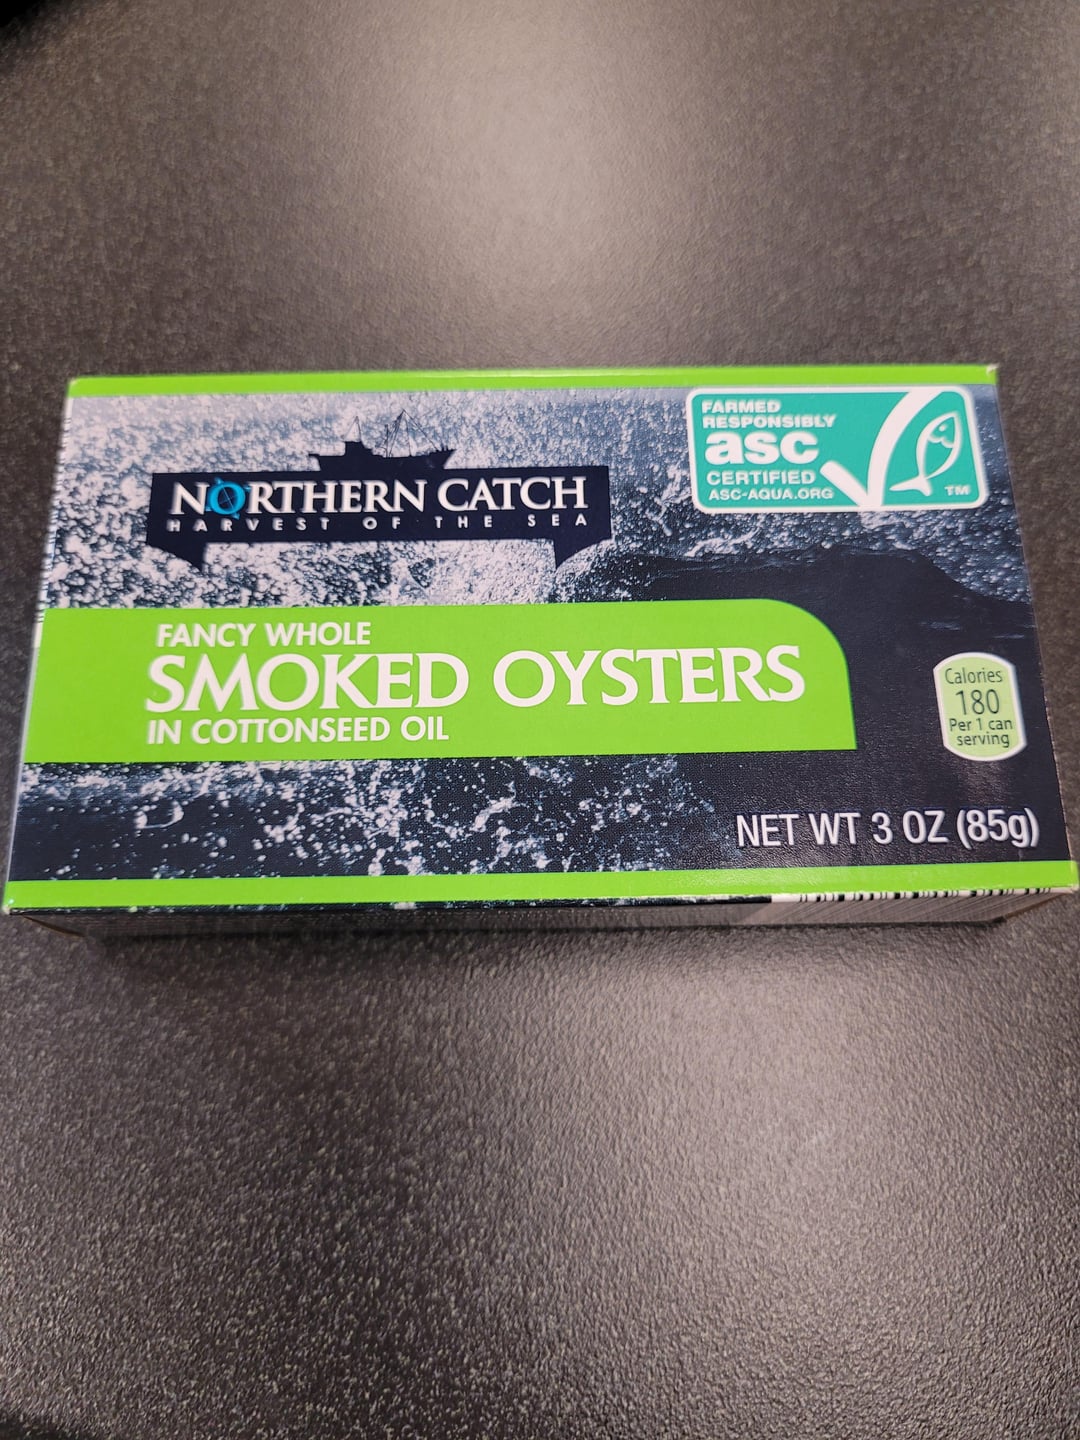 FARMED
RESPONSIBLY
asc
CERTIFIED
ASC-AQUA.ORG
TM
NORTHERN CATCH
HARVEST OF THE SEA
FANCY WHOLE
SMOKED OYSTERS
IN COTTONSEED OIL
Calories
180
Per 1 can
serving
NET WT 3 OZ (85g)